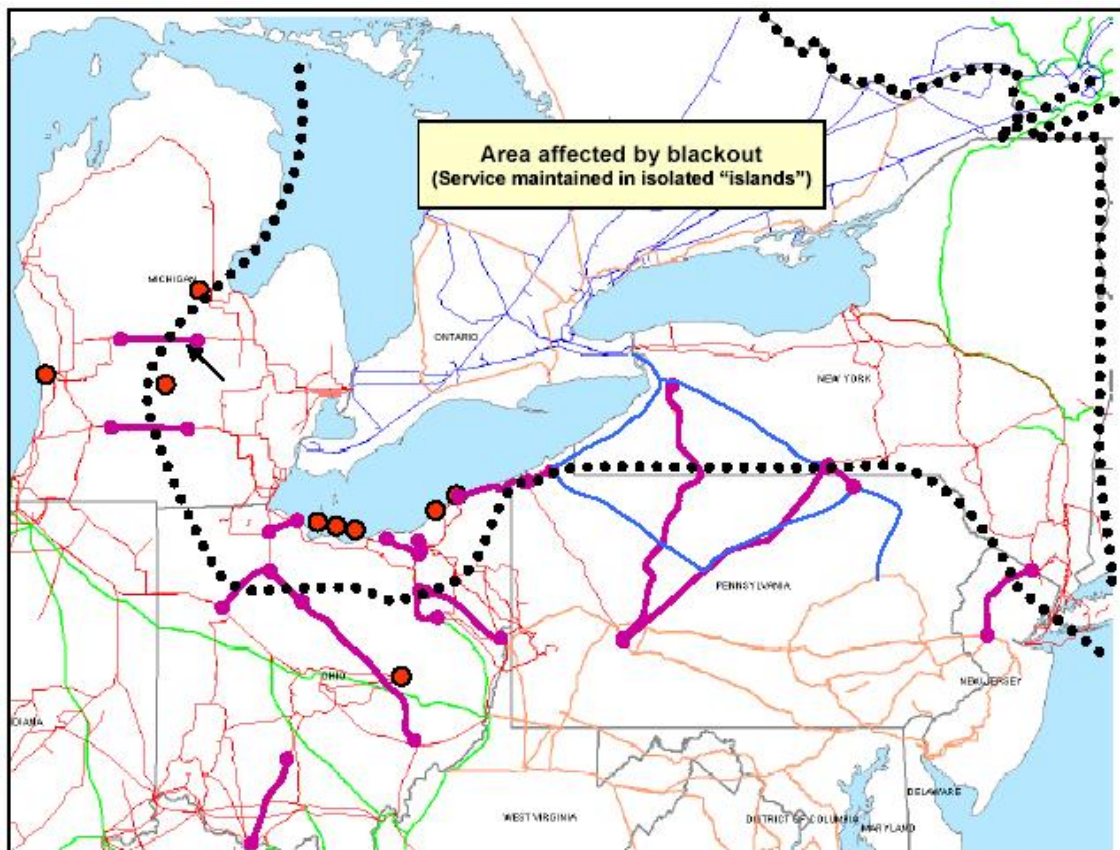 Area affected by blackout
(Service maintained in isolated “islands”)
MICHIGAN
ONTARIO
NEW YORK
PENNSYLVANIA
OHIO
NEW JERSEY
DIANA
DELAWARE
WEST VIRGINIA
DISTRICT OF COLUMBIA
MARYLAND